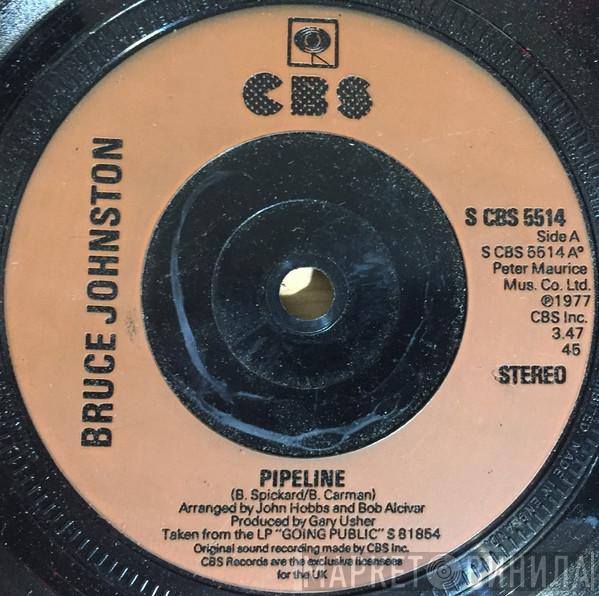 CBS
BRUCE JOHNSTON
S CBS 5514
Side A
S CBS 5514 A°
Peter Maurice
Mus. Co. Ltd.
℗1977
CBS Inc.
3.47
45
STEREO
PIPELINE
(B. Spickard/B. Carman)
Arranged by John Hobbs and Bob Alcivar
Produced by Gary Usher
Taken from the LP "GOING PUBLIC" S 81854
Original sound recording made by CBS Inc.
CBS Records are the exclusive licensees
for the UK
МАРКЕТ ВИНИЛА